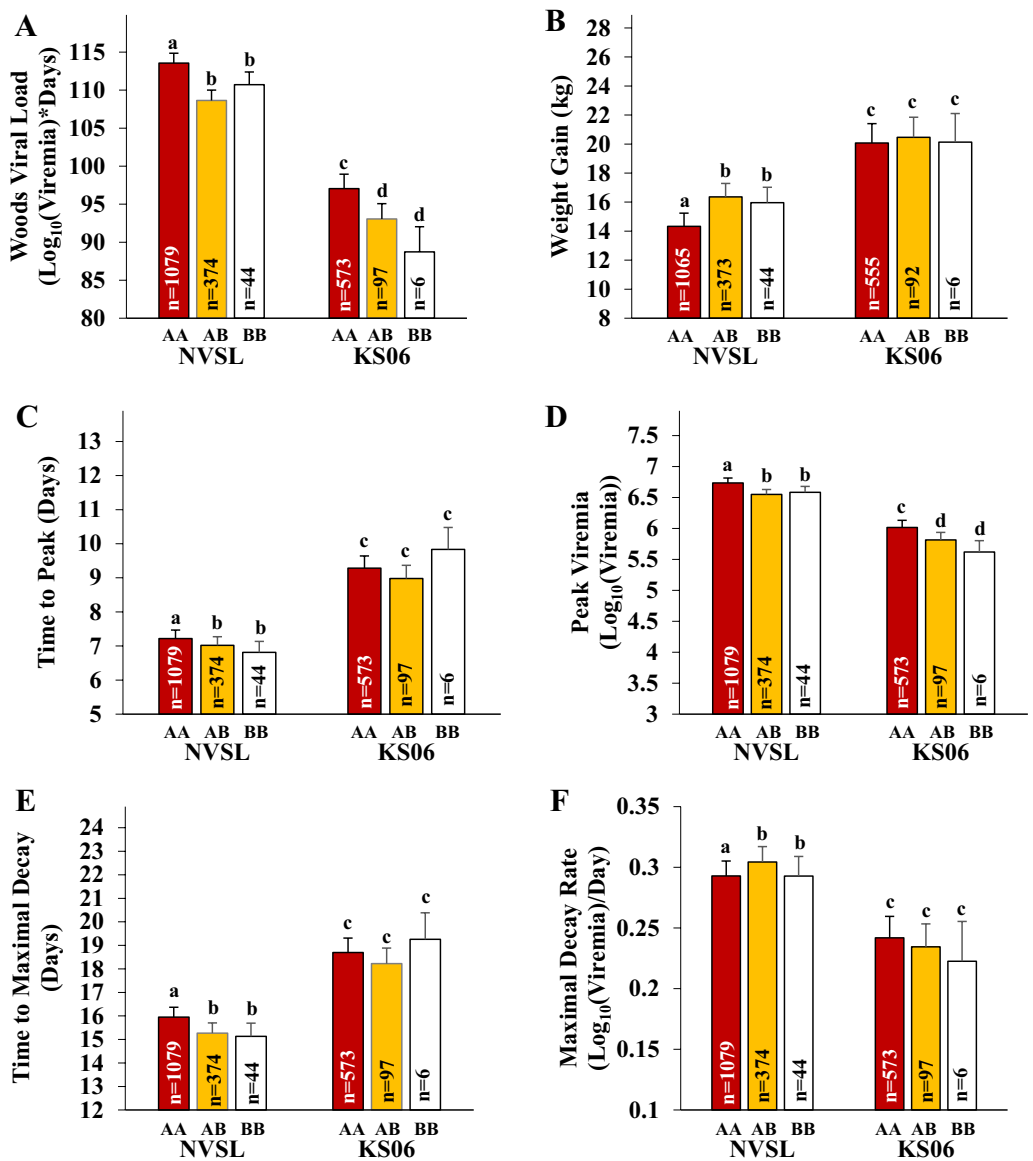 A
Woods Viral Load
(Log₁₀(Viremia)*Days
115
110
105
100
95
90
85
80
a
b
b
c
d
d
n=1079
n=374
n=44
n=573
n=97
n=6
AA AB BB AA AB BB
NVSL KS06
B
Weight Gain (kg)
28
26
24
22
20
18
16
14
12
10
8
a
b
b
c
c
c
n=1065
n=373
n=44
n=555
n=92
n=6
AA AB BB AA AB BB
NVSL KS06
C
Time to Peak (Days)
13
12
11
10
9
8
7
6
5
a
b
b
c
c
c
n=1079
n=374
n=44
n=573
n=97
n=6
AA AB BB AA AB BB
NVSL KS06
D
Peak Viremia
(Log₁₀(Viremia))
7.5
7
6.5
6
5.5
5
4.5
4
3.5
3
a
b
b
c
d
d
n=1079
n=374
n=44
n=573
n=97
n=6
AA AB BB AA AB BB
NVSL KS06
E
Time to Maximal Decay
(Days)
24
23
22
21
20
19
18
17
16
15
14
13
12
a
b
b
c
c
c
n=1079
n=374
n=44
n=573
n=97
n=6
AA AB BB AA AB BB
NVSL KS06
F
Maximal Decay Rate
(Log₁₀(Viremia)/Day)
0.35
0.3
0.25
0.2
0.15
0.1
a
b
b
c
c
c
n=1079
n=374
n=44
n=573
n=97
n=6
AA AB BB AA AB BB
NVSL KS06